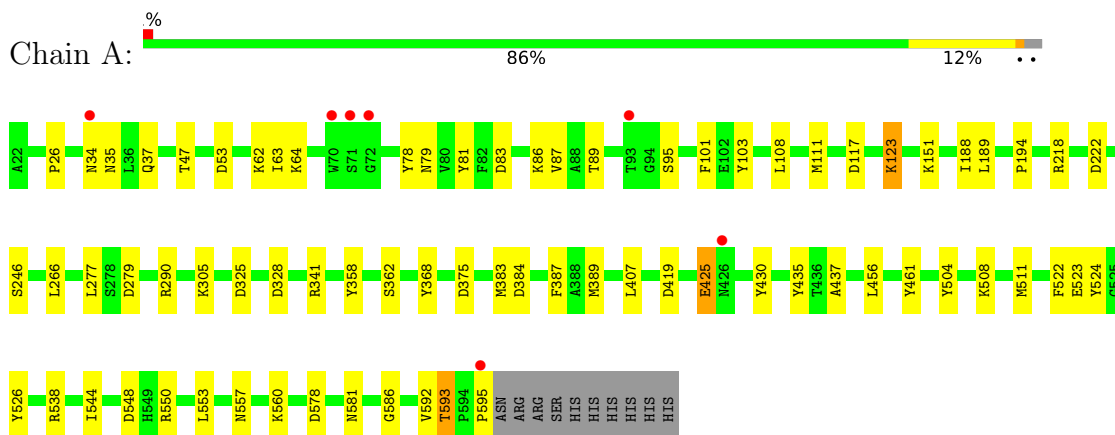 .%
Chain A:
86% 12% • •
A22 P26 N34 N35 L36 Q37 T47 D53 K62 I63 K64 W70 S71 G72 Y78 N79 V80 Y81 F82 D83 K86 V87 A88 T89 T93 G94 S95 F101 E102 Y103 L108 M111 D117 K123 K151 I188 L189 P194 R218 D222
S246 L266 L277 S278 D279 R290 K305 D325 D328 R341 Y358 S362 Y368 D375 M383 D384 F387 A388 M389 L407 D419 E425 N426 Y430 Y435 T436 A437 L456 Y461 Y504 K508 M511 F522 E523 Y524 G525
Y526 R538 I544 D548 H549 R550 L553 N557 K560 D578 N581 G586 V592 T593 P594 P595 ASN ARG ARG SER HIS HIS HIS HIS HIS HIS